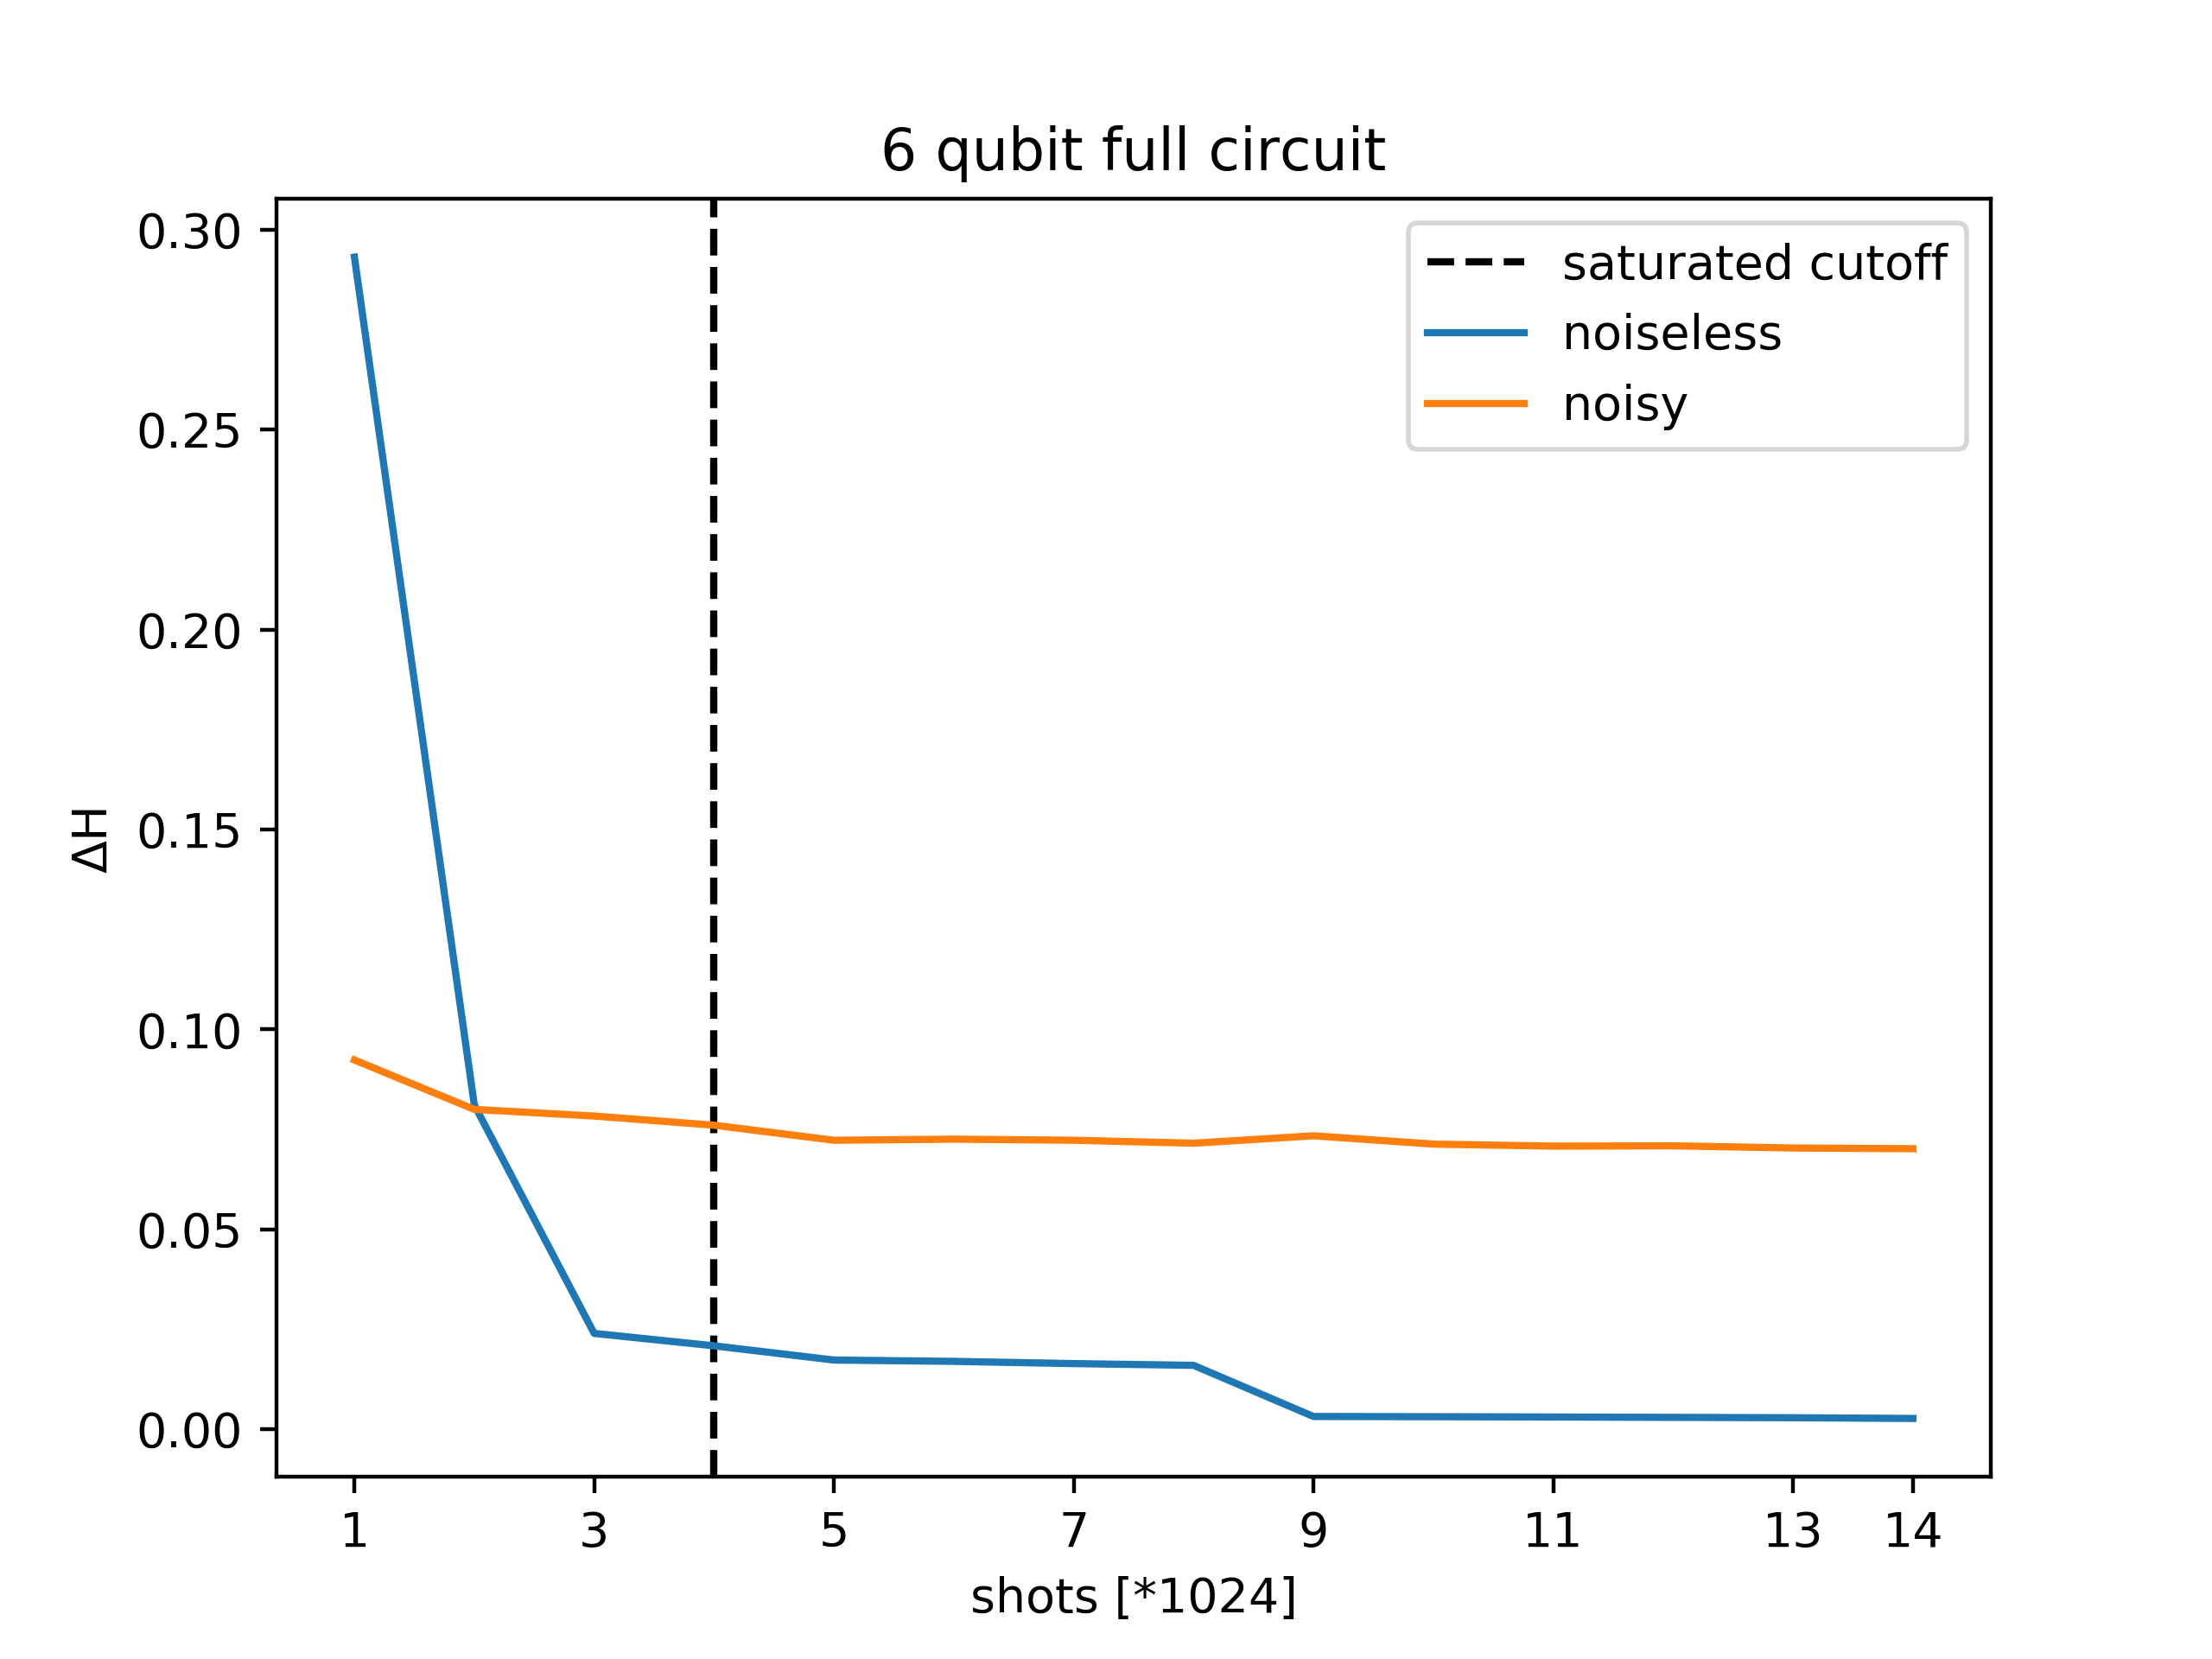 6 qubit full circuit
saturated cutoff
noiseless
noisy
ΔH
0.30
0.25
0.20
0.15
0.10
0.05
0.00
1 3 5 7 9 11 13 14
shots [*1024]